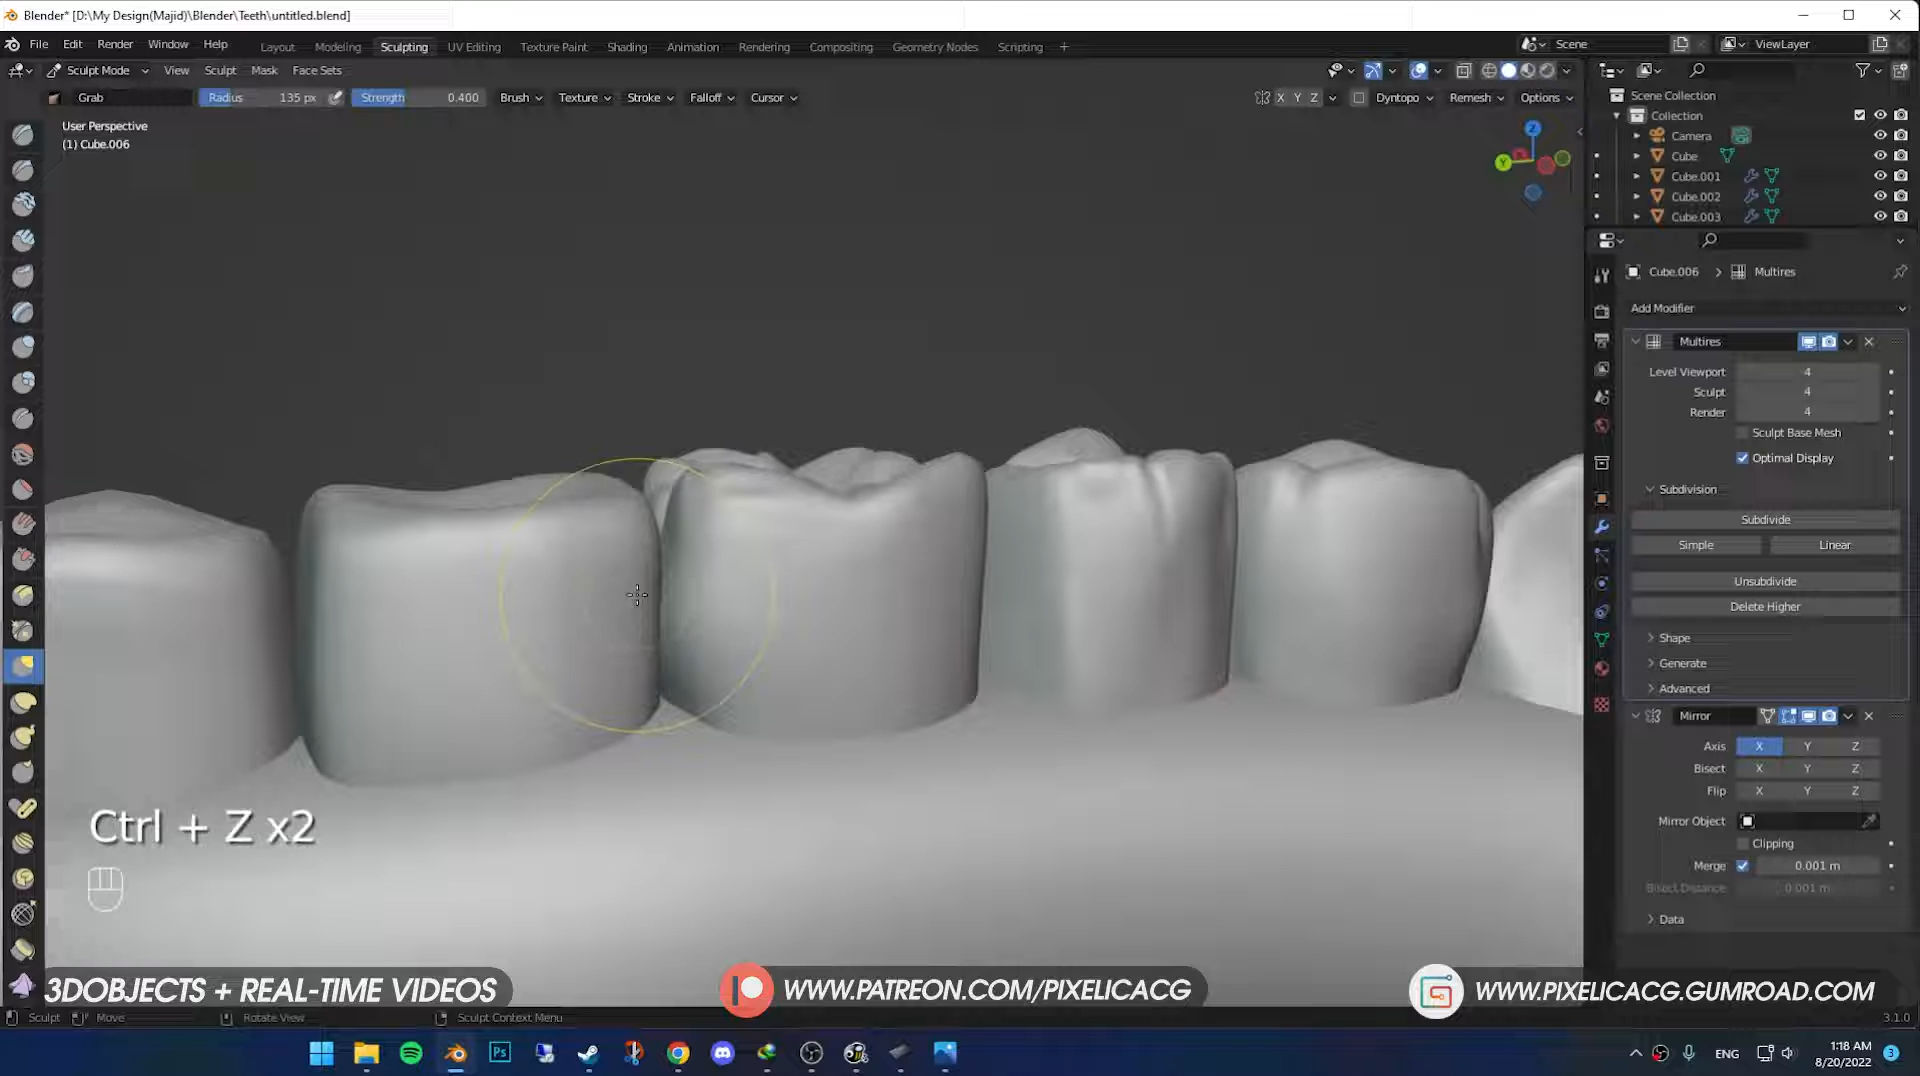 Blender* [D:\My Design(Majid)\Blender\Teeth\untitled.blend]
File Edit Render Window Help Layout Modeling Sculpting UV Editing Texture Paint Shading Animation Rendering Compositing Geometry Nodes Scripting + Scene ViewLayer
Sculpt Mode View Sculpt Mask Face Sets
Grab Radius 135 px Strength 0.400 Brush Texture Stroke Falloff Cursor X Y Z Dyntopo Remesh Options
User Perspective
(1) Cube.006
Z
Y
Scene Collection
Collection
Camera
Cube
Cube.001
Cube.002
Cube.003
Cube.006 > Multires
Add Modifier
Multires
Level Viewport 4
Sculpt 4
Render 4
Sculpt Base Mesh
Optimal Display
Subdivision
Subdivide
Simple Linear
Unsubdivide
Delete Higher
Shape
Generate
Advanced
Mirror
Axis X Y Z
Bisect X Y Z
Flip X Y Z
Mirror Object
Clipping
Merge 0.001 m
Bisect Distance 0.001 m
Data
Ctrl + Z x2
3DOBJECTS + REAL-TIME VIDEOS
WWW.PATREON.COM/PIXELICACG
WWW.PIXELICACG.GUMROAD.COM
Sculpt Move Rotate View Sculpt Context Menu 3.1.0
Ps
ENG
1:18 AM
8/20/2022
3